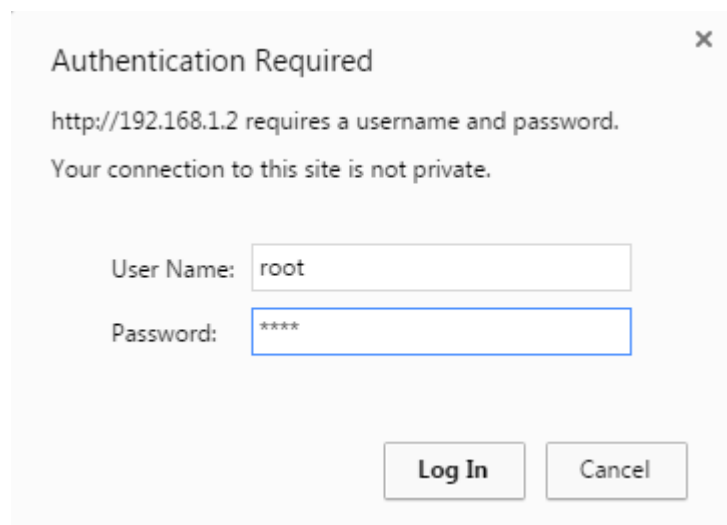 Authentication Required
http://192.168.1.2 requires a username and password.
Your connection to this site is not private.
User Name: root
Password: ****
Log In Cancel